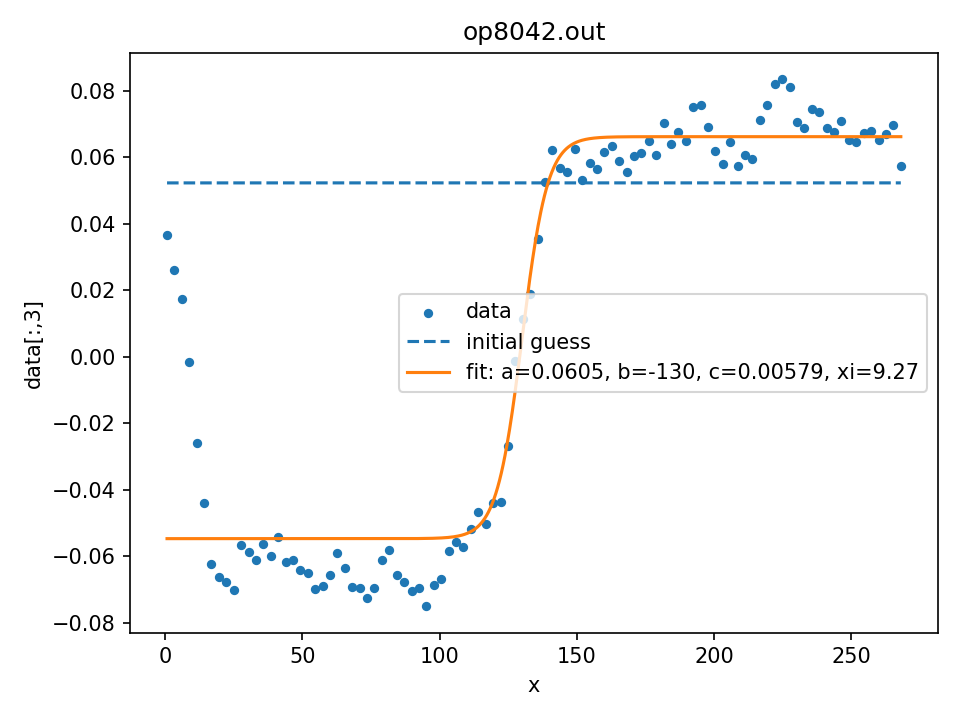 op8042.out
data[:,3]
0.08
0.06
0.04
0.02
0.00
−0.02
−0.04
−0.06
−0.08
data
initial guess
fit: a=0.0605, b=-130, c=0.00579, xi=9.27
0 50 100 150 200 250
x